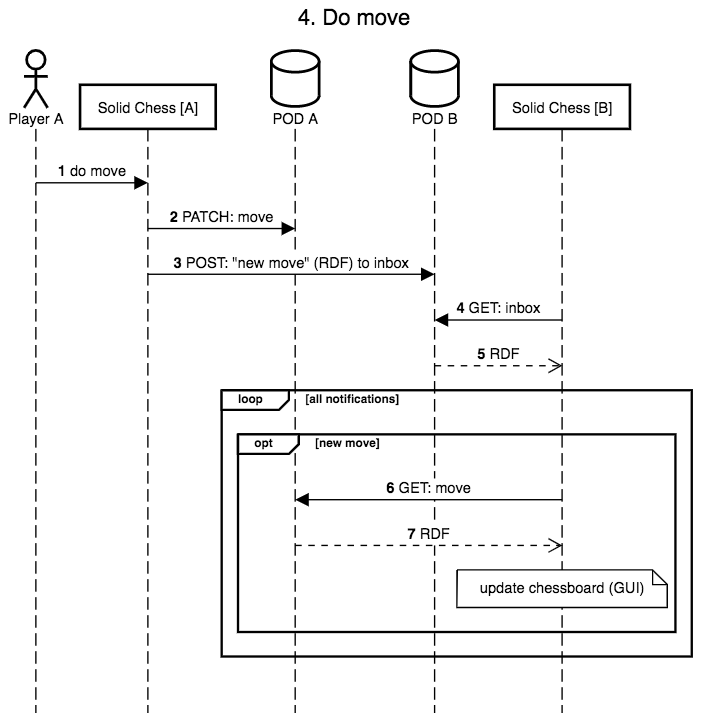 4. Do move
Player A
Solid Chess [A]
POD A
POD B
Solid Chess [B]
1 do move
2 PATCH: move
3 POST: "new move" (RDF) to inbox
4 GET: inbox
5 RDF
loop [all notifications]
opt [new move]
6 GET: move
7 RDF
update chessboard (GUI)